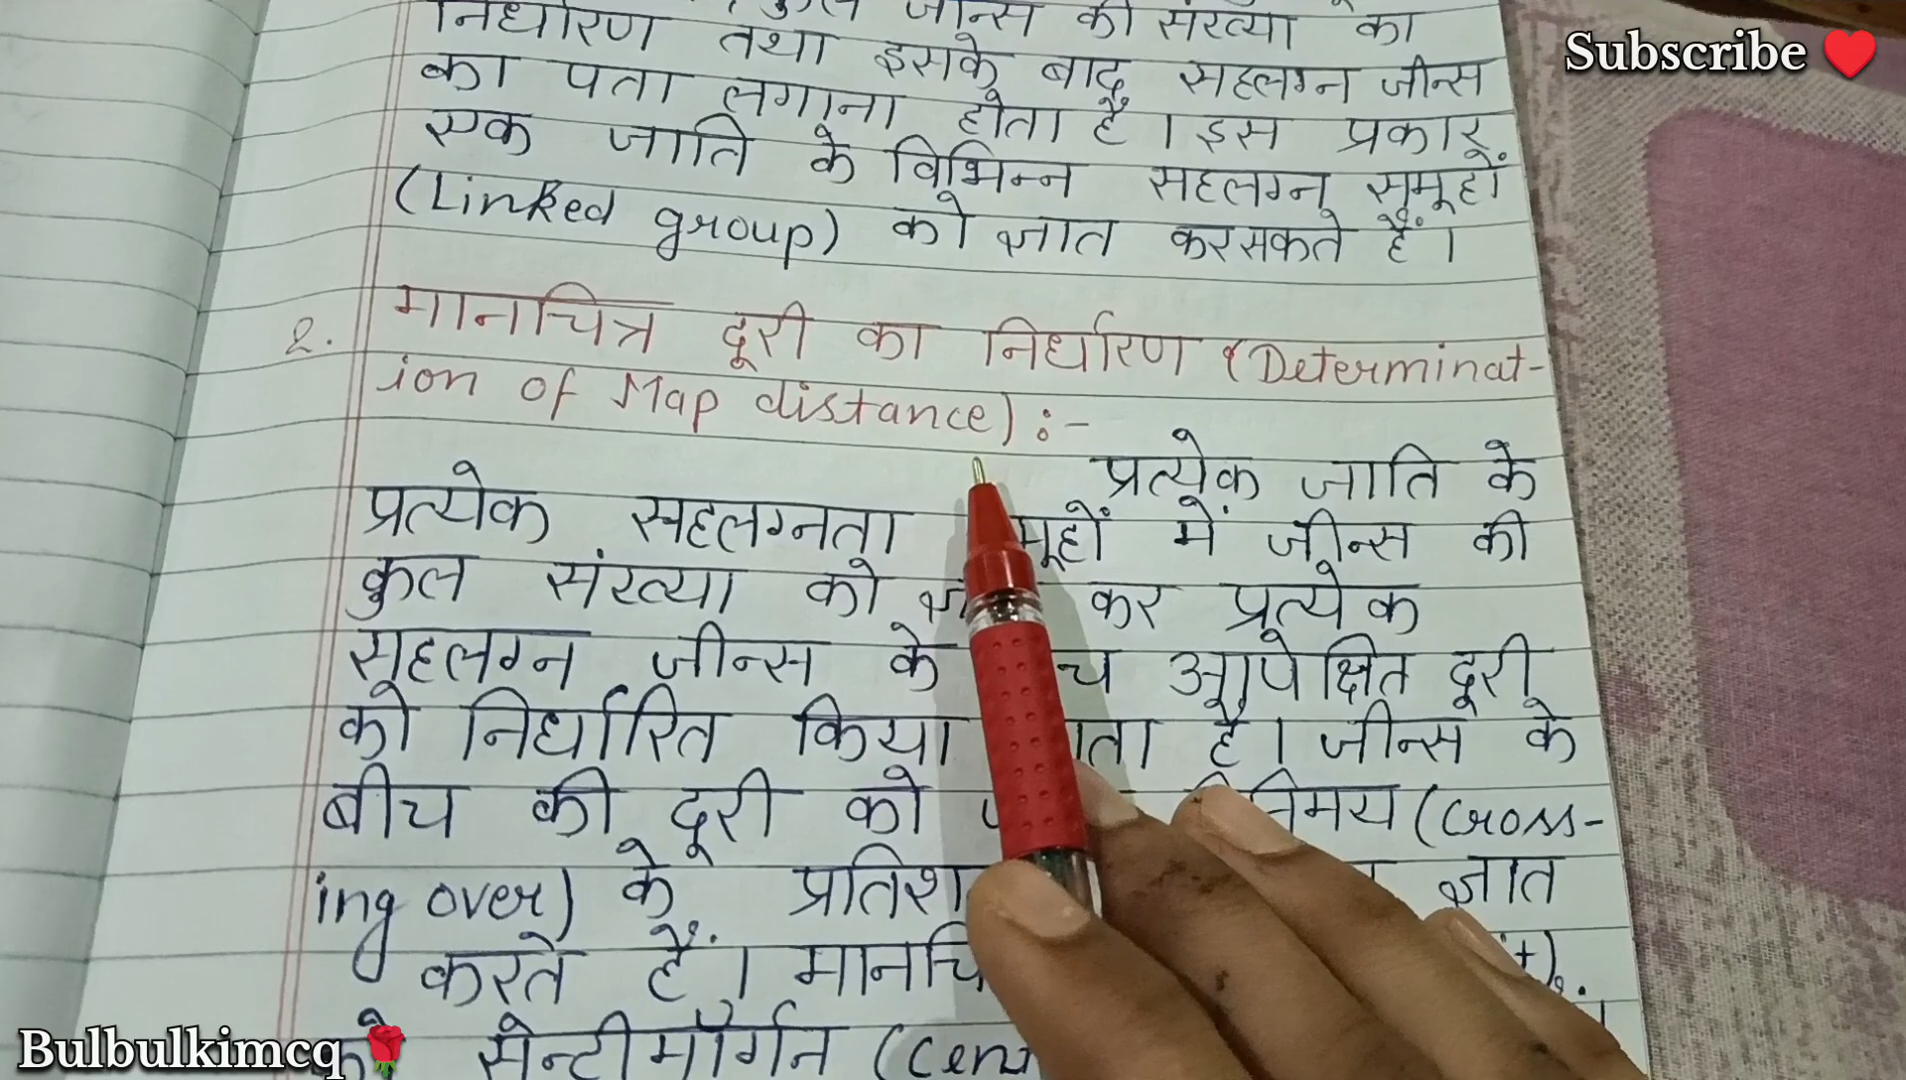 जीन्स की संख्या का
निर्धारण तथा इसके बाद सहलग्न जीन्स
का पता लगाना होता है। इस प्रकार
एक जाति के विभिन्न सहलग्न समूहों
(Linked group) को ज्ञात करसकते हैं।
2. मानचित्र दूरी का निर्धारण (Determinat-
ion of Map distance):-
प्रत्येक जाति के
प्रत्येक सहलग्नता मूहों में जीन्स की
कुल संख्या को कर प्रत्येक
सहलग्न जीन्स के च आपेक्षित दूरी
को निर्धारित किया ाता है। जीन्स के
बीच की दूरी को निमय (Cross-
ing over) के प्रतिश ज्ञात
करते हैं। मानचि
को सेन्टीमॉर्गन (Cen
Subscribe
Bulbulkimcq